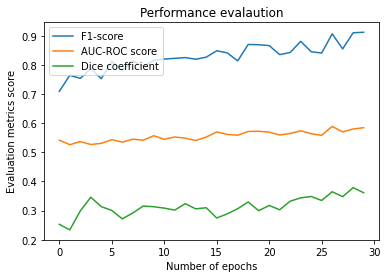 Performance evalaution
F1-score
AUC-ROC score
Dice coefficient
Evaluation metrics score
0.9
0.8
0.7
0.6
0.5
0.4
0.3
0.2
0
5
10
15
20
25
30
Number of epochs